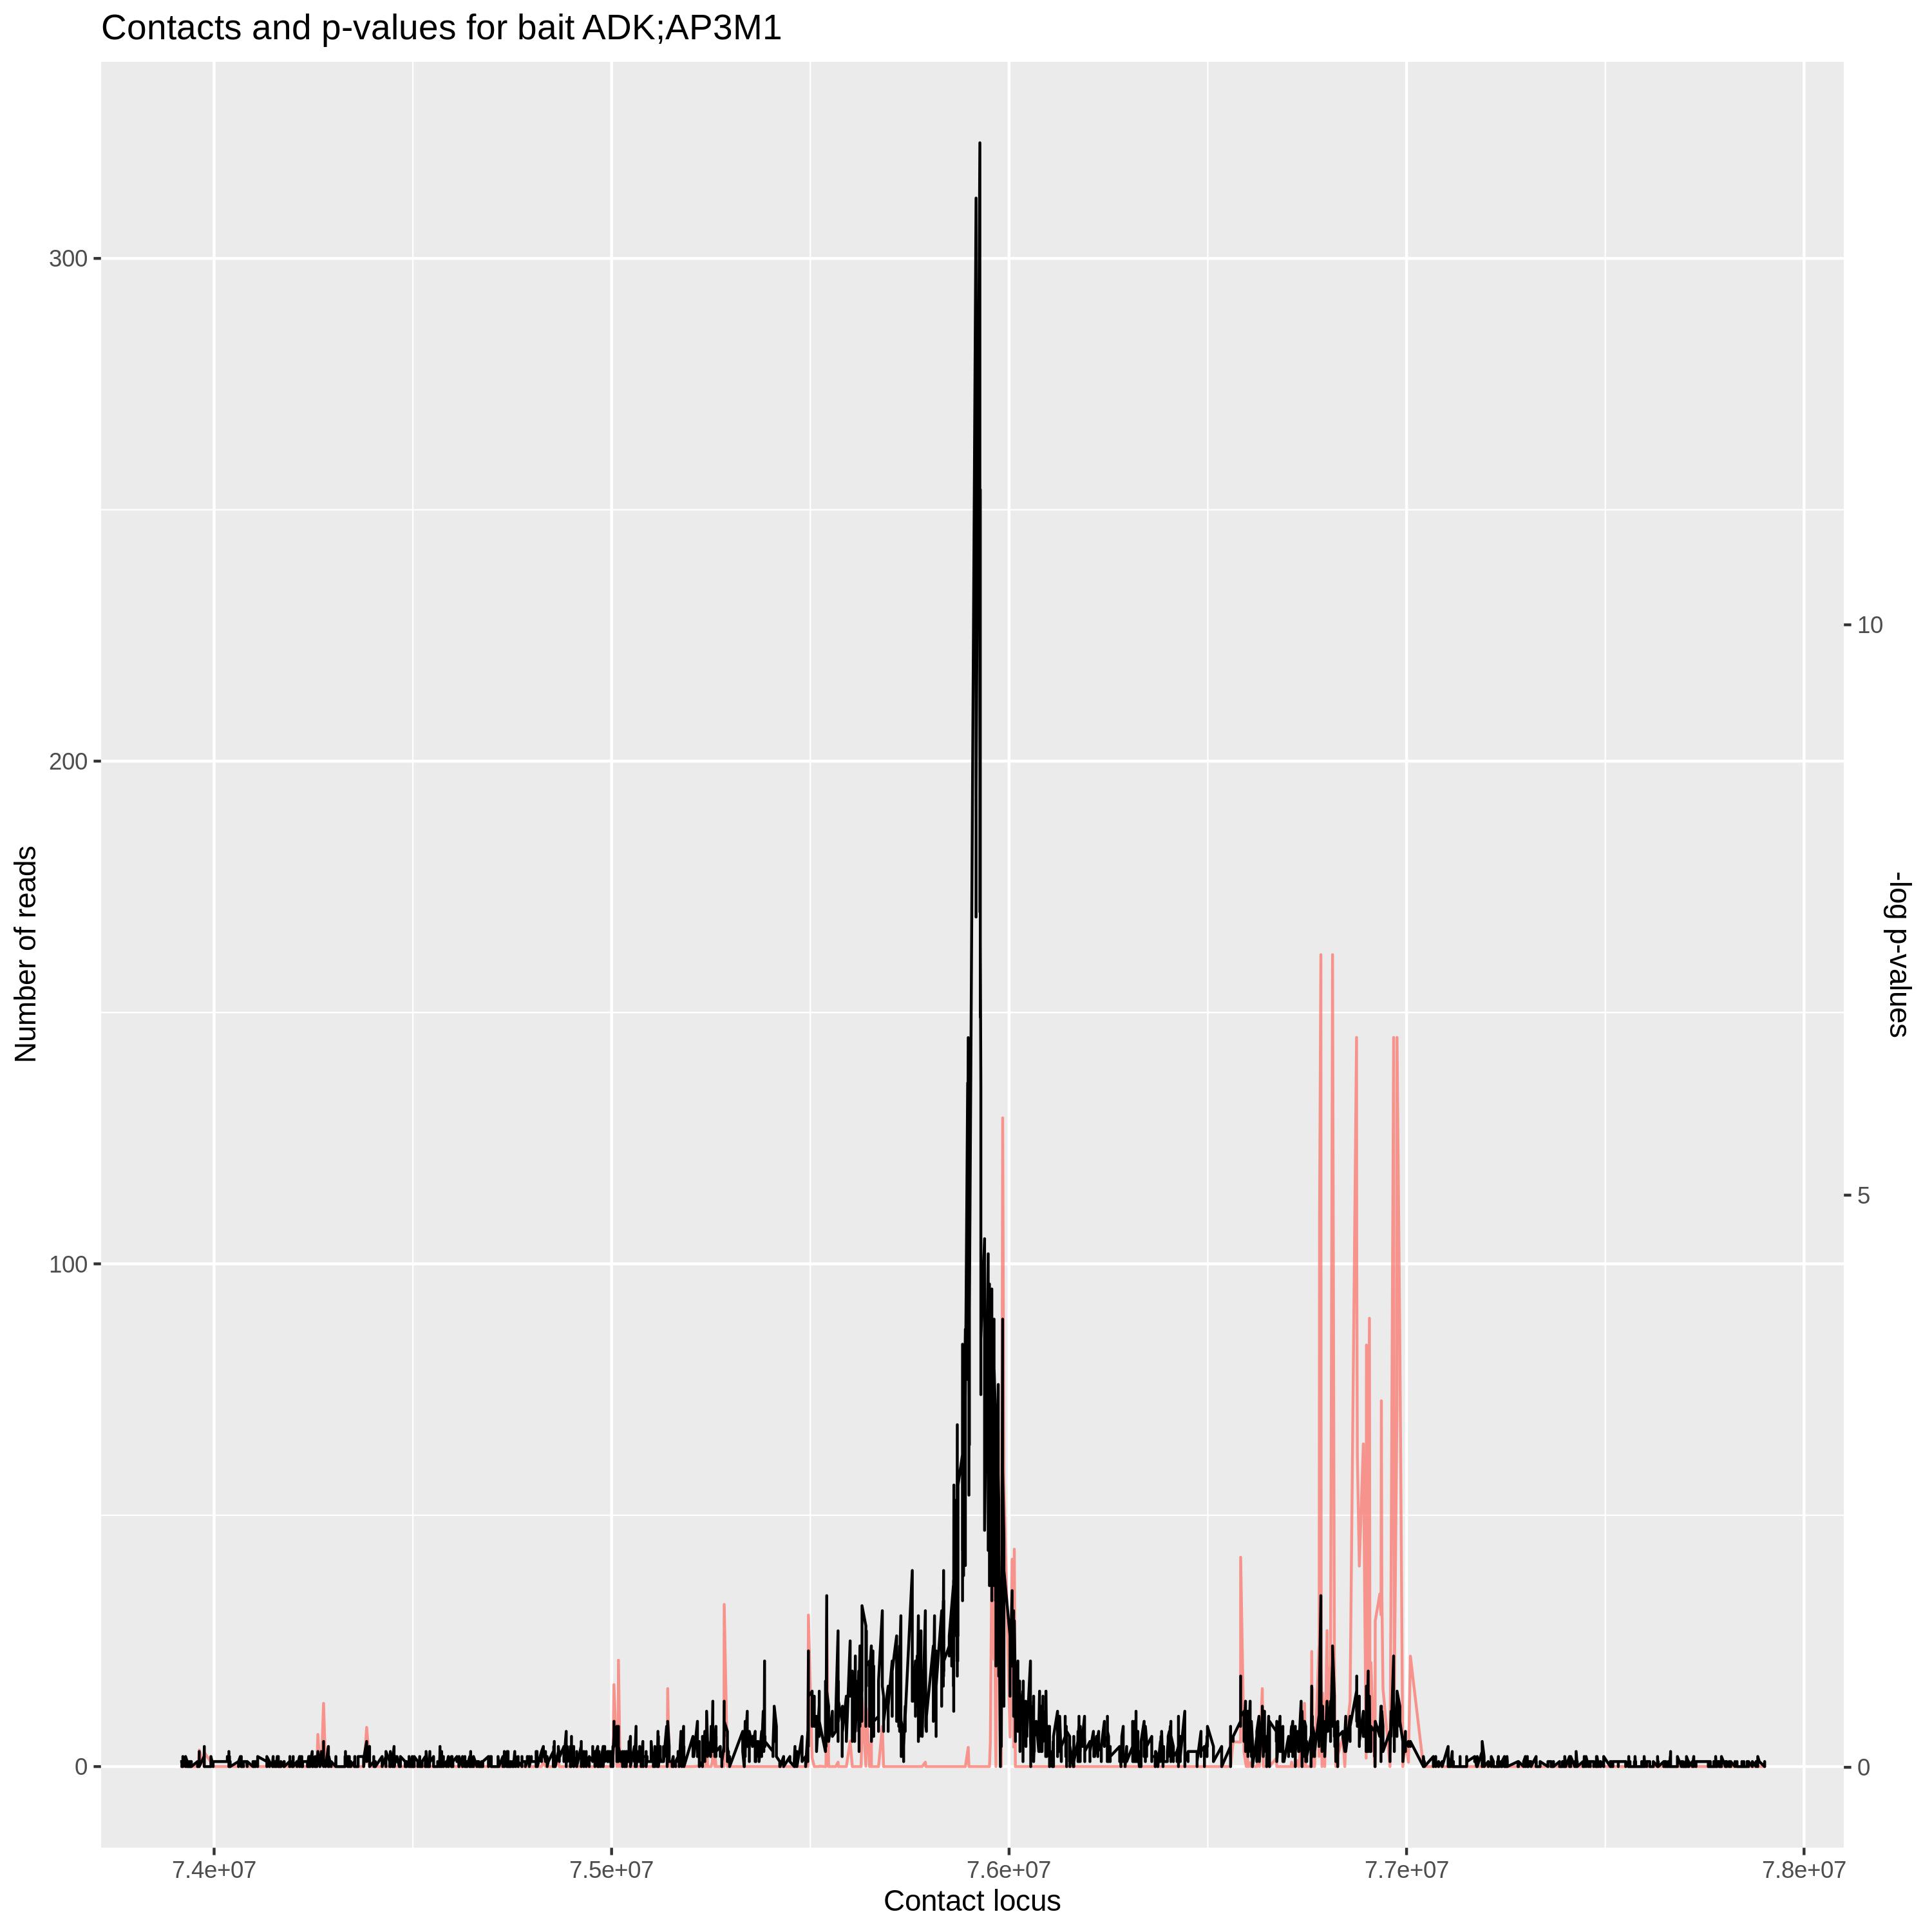 Contacts and p-values for bait ADK;AP3M1
300
200
100
0
Number of reads
10
5
0
-log p-values
7.4e+07
7.5e+07
7.6e+07
7.7e+07
7.8e+07
Contact locus